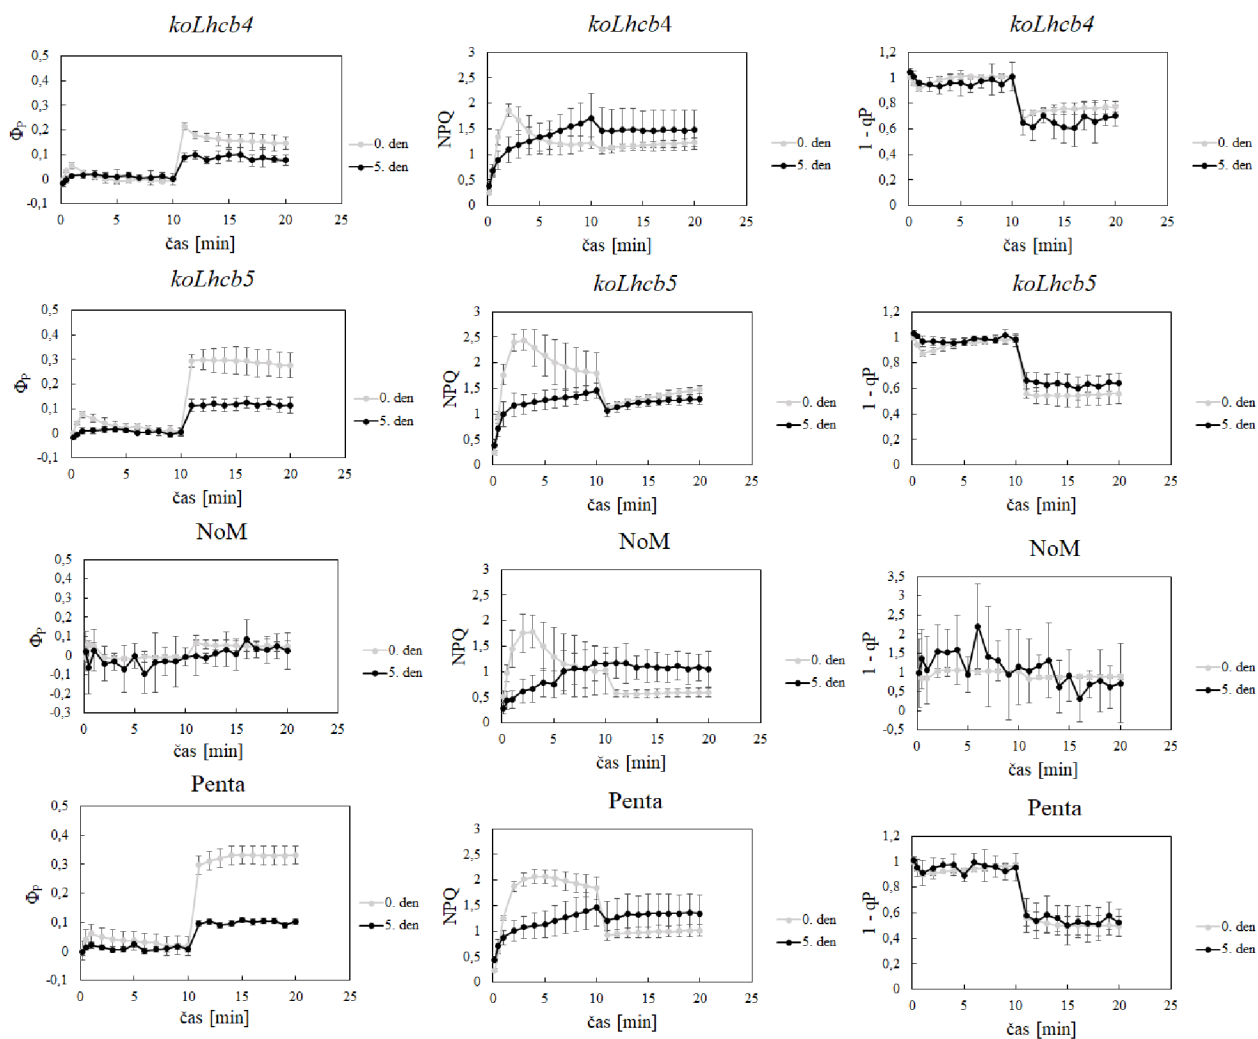 koLhcb4
0,5
0,4
0,3
0,2
0,1
0
-0,1
ΦP
0 5 10 15 20 25
čas [min]
0. den
5. den
koLhcb4
3
2,5
2
1,5
1
0,5
0
NPQ
0 5 10 15 20 25
čas [min]
0. den
5. den
koLhcb4
1,2
1
0,8
0,6
0,4
0,2
0
1 - qP
0 5 10 15 20 25
čas [min]
0. den
5. den
koLhcb5
0,5
0,4
0,3
0,2
0,1
0
-0,1
ΦP
0 5 10 15 20 25
čas [min]
0. den
5. den
koLhcb5
3
2,5
2
1,5
1
0,5
0
NPQ
0 5 10 15 20 25
čas [min]
0. den
5. den
koLhcb5
1,2
1
0,8
0,6
0,4
0,2
0
1 - qP
0 5 10 15 20 25
čas [min]
0. den
5. den
NoM
0,5
0,4
0,3
0,2
0,1
0
-0,1
-0,2
-0,3
ΦP
0 5 10 15 20 25
čas [min]
0. den
5. den
NoM
3
2,5
2
1,5
1
0,5
0
NPQ
0 5 10 15 20 25
čas [min]
0. den
5. den
NoM
3,5
3
2,5
2
1,5
1
0,5
0
-0,5
1 - qP
0 5 10 15 20 25
čas [min]
0. den
5. den
Penta
0,5
0,4
0,3
0,2
0,1
0
-0,1
ΦP
0 5 10 15 20 25
čas [min]
0. den
5. den
Penta
3
2,5
2
1,5
1
0,5
0
NPQ
0 5 10 15 20 25
čas [min]
0. den
5. den
Penta
1,2
1
0,8
0,6
0,4
0,2
0
1 - qP
0 5 10 15 20 25
čas [min]
0. den
5. den